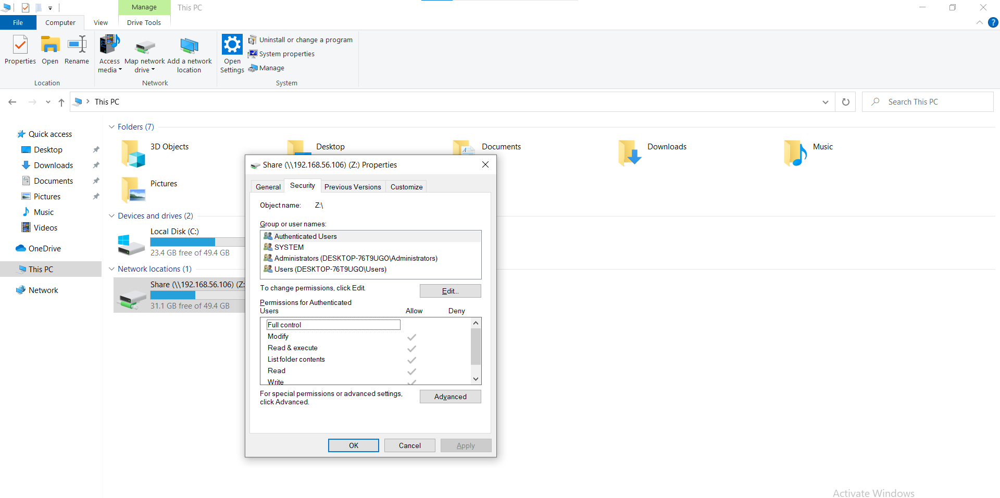 Manage
This PC
File
Computer
View
Drive Tools
Properties
Open
Rename
Access
media
Map network
drive
Add a network
location
Open
Settings
Uninstall or change a program
System properties
Manage
Location
Network
System
This PC
Search This PC
Quick access
Desktop
Downloads
Documents
Pictures
Music
Videos
OneDrive
This PC
Network
Folders (7)
3D Objects
Desktop
Documents
Downloads
Music
Pictures
Devices and drives (2)
Local Disk (C:)
23.4 GB free of 49.4 GB
Network locations (1)
Share (\\192.168.56.106) (Z:
31.1 GB free of 49.4 GB
Share (\\192.168.56.106) (Z:) Properties
General
Security
Previous Versions
Customize
Object name: Z:\
Group or user names:
Authenticated Users
SYSTEM
Administrators (DESKTOP-76T9UGO\Administrators)
Users (DESKTOP-76T9UGO\Users)
To change permissions, click Edit.
Edit...
Permissions for Authenticated
Users
Allow
Deny
Full control
Modify
Read & execute
List folder contents
Read
Write
For special permissions or advanced settings,
click Advanced.
Advanced
OK
Cancel
Apply
Activate Windows